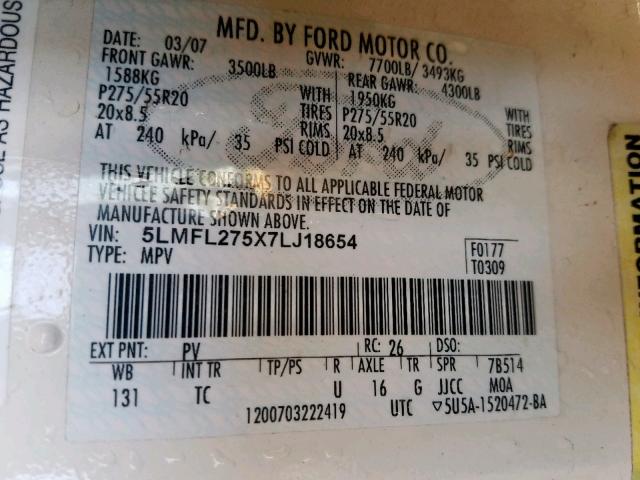 MFD. BY FORD MOTOR CO.
DATE: 03/07 GVWR: 7700LB/ 3493KG
FRONT GAWR: 3500LB REAR GAWR: 4300LB
1588KG WITH 1950KG WITH
P275/55R20 TIRES P275/55R20 TIRES
20x8.5 RIMS 20x8.5 RIMS
AT 240 kPa/ 35 PSI COLD AT 240 kPa/ 35 PSI COLD
Ford
THIS VEHICLE CONFORMS TO ALL APPLICABLE FEDERAL MOTOR
VEHICLE SAFETY STANDARDS IN EFFECT ON THE DATE OF
MANUFACTURE SHOWN ABOVE.
VIN: 5LMFL275X7LJ18654 F0177
TYPE: MPV T0309
EXT PNT: PV RC: 26 DSO:
WB INT TR TP/PS R AXLE TR SPR 7B514
131 TC U 16 G JJCC MOA
1200703222419 UTC ▽5U5A-1520472-BA
AS HAZARDOUS
FORMATION